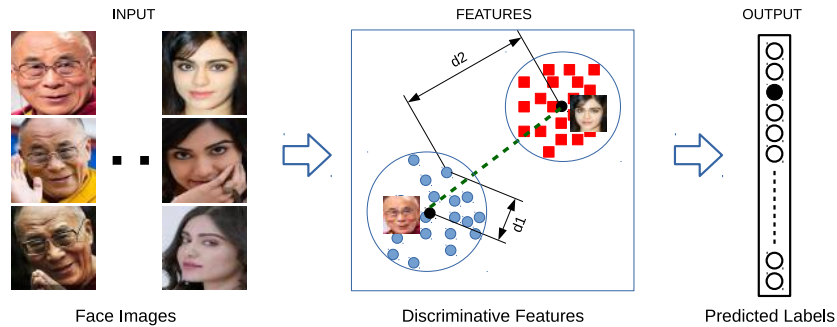 INPUT
FEATURES
OUTPUT
d2
d1
Face Images
Discriminative Features
Predicted Labels